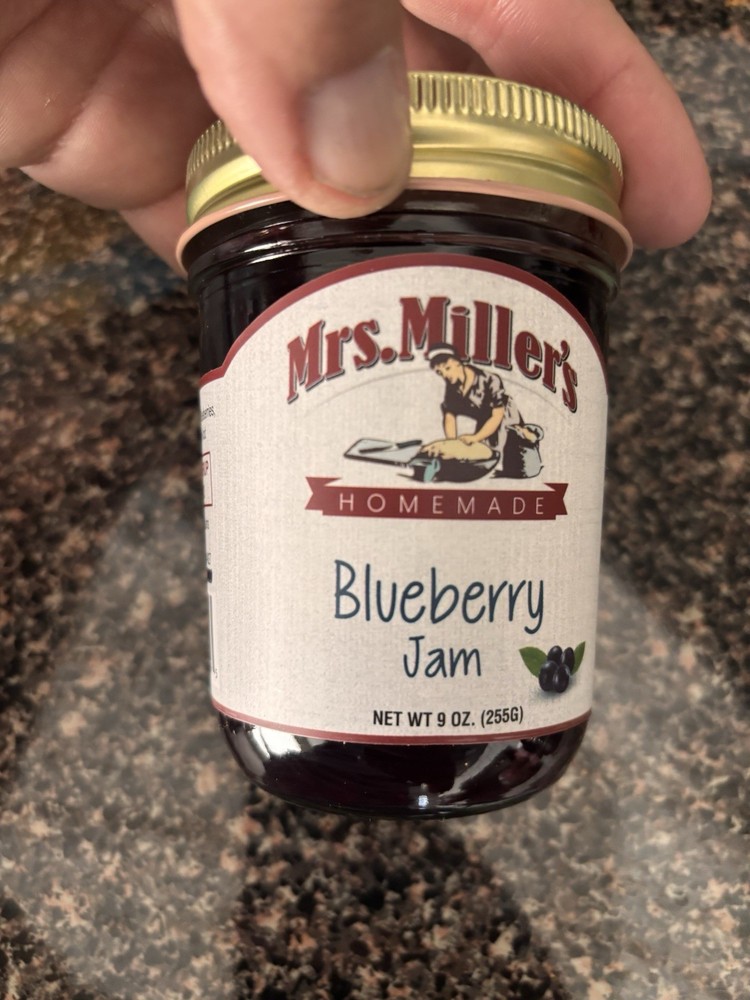 Mrs. Miller's
HOMEMADE
Blueberry
Jam
NET WT 9 OZ. (255G)